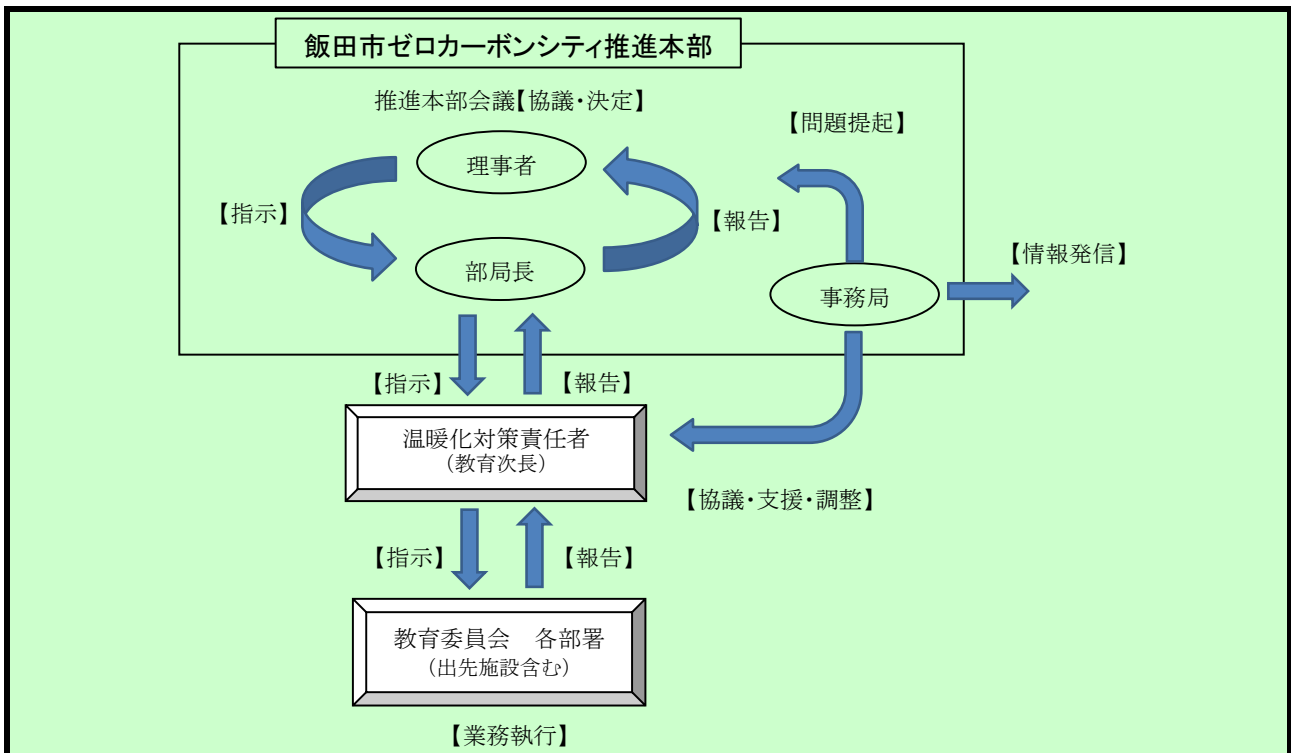 飯田市ゼロカーボンシティ推進本部
推進本部会議【協議・決定】
【問題提起】
理事者
【指示】
【報告】
部局長
【情報発信】
事務局
【指示】
【報告】
温暖化対策責任者
（教育次長）
【協議・支援・調整】
【指示】
【報告】
教育委員会　各部署
（出先施設含む）
【業務執行】